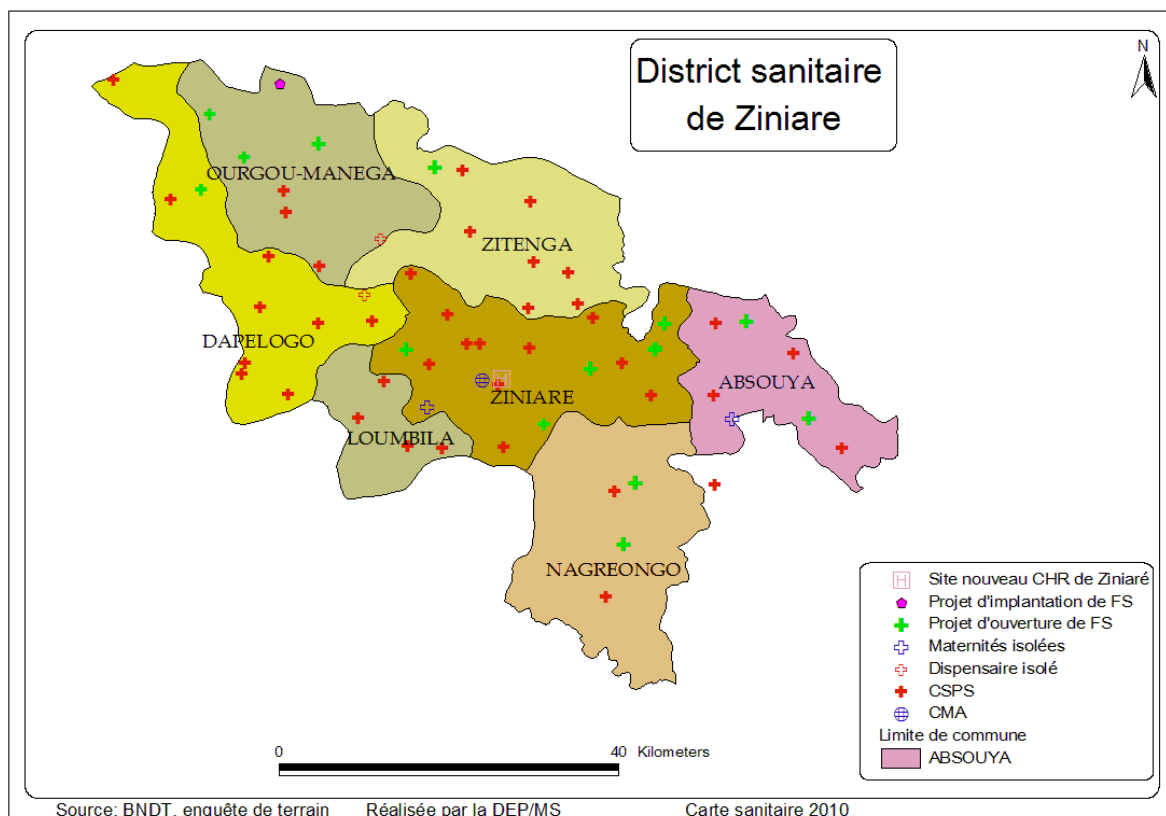 District sanitaire
de Ziniare
N
OURGOU-MANEGA
ZITENGA
DAPELOGO
ABSOUYA
H
ZINIARE
LOUMBILA
NAGREONGO
H Site nouveau CHR de Ziniaré
Projet d'implantation de FS
Projet d'ouverture de FS
Maternités isolées
Dispensaire isolé
CSPS
CMA
Limite de commune
ABSOUYA
0 40 Kilometers
Source: BNDT, enquête de terrain Réalisée par la DEP/MS Carte sanitaire 2010